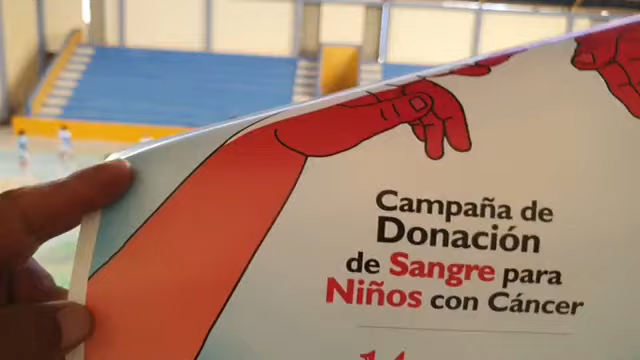 Campaña de
Donación
de Sangre para
Niños con Cáncer